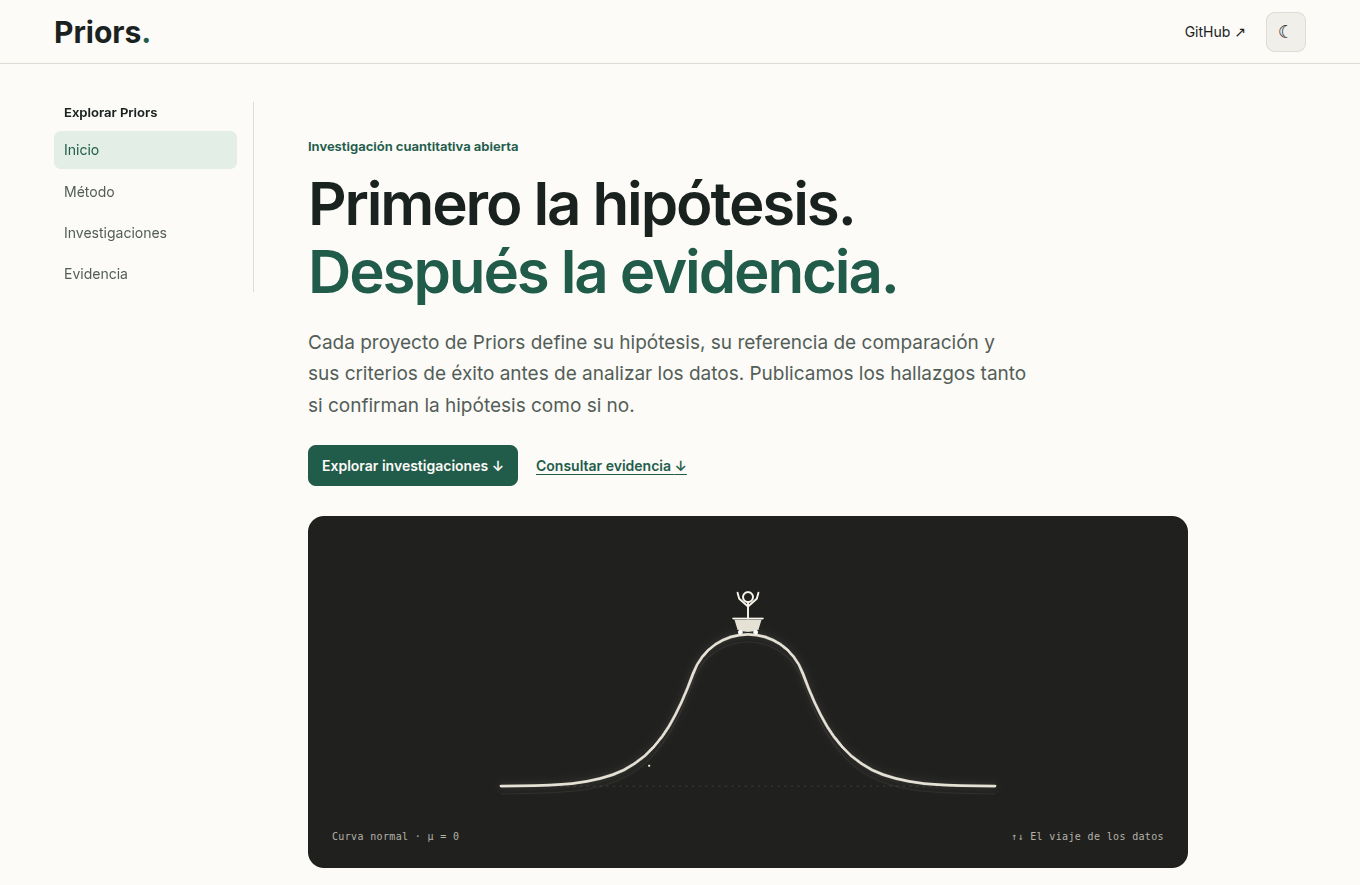 Priors.
GitHub ↗
☾
Explorar Priors
Inicio
Método
Investigaciones
Evidencia
Investigación cuantitativa abierta
Primero la hipótesis.
Después la evidencia.
Cada proyecto de Priors define su hipótesis, su referencia de comparación y
sus criterios de éxito antes de analizar los datos. Publicamos los hallazgos tanto
si confirman la hipótesis como si no.
Explorar investigaciones ↓
Consultar evidencia ↓
Curva normal · μ = 0
↑↓ El viaje de los datos